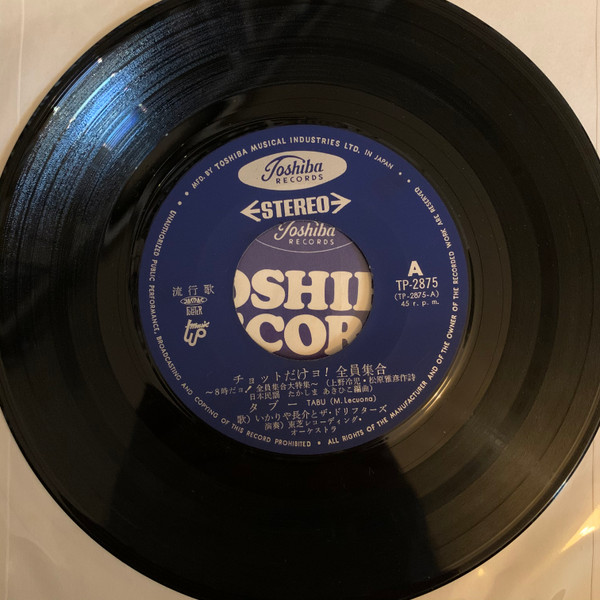 MFD. BY TOSHIBA MUSICAL INDUSTRIES LTD. IN JAPAN
Toshiba
RECORDS
STEREO
Toshiba
RECORDS
OSHI
COR
A
TP-2875
(TP-2875-A)
45 r.p.m.
流行歌
チョットだけヨ! 全員集合
~8時だヨ! 全員集合大特集~ (上野冷児・松原雅彦作詩
日本民謡 たかしま あきひこ編曲)
タブー TABU (M. Lecuona)
歌) いかりや長介とザ・ドリフターズ
演奏) 東芝レコーディング・
オーケストラ
UNAUTHORIZED PUBLIC PERFORMANCE, BROADCASTING AND COPYING OF THIS RECORD PROHIBITED • ALL RIGHTS OF THE MANUFACTURER AND OF THE OWNER OF THE RECORDED WORK ARE RESERVED